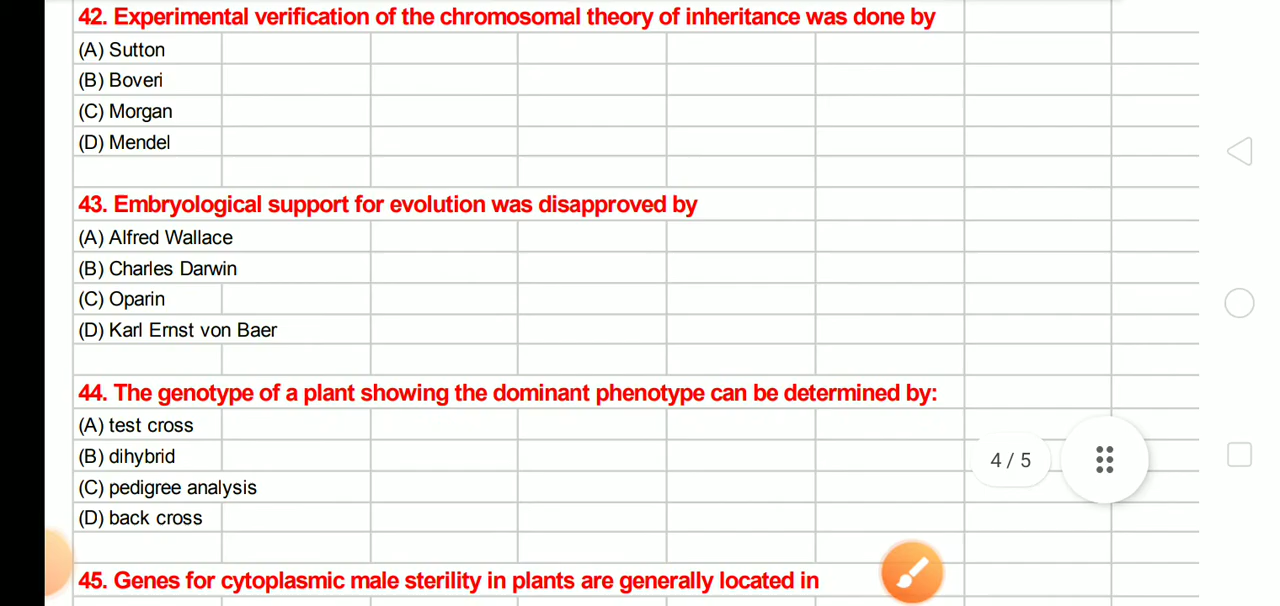 42. Experimental verification of the chromosomal theory of inheritance was done by
(A) Sutton
(B) Boveri
(C) Morgan
(D) Mendel
43. Embryological support for evolution was disapproved by
(A) Alfred Wallace
(B) Charles Darwin
(C) Oparin
(D) Karl Ernst von Baer
44. The genotype of a plant showing the dominant phenotype can be determined by:
(A) test cross
(B) dihybrid
(C) pedigree analysis
(D) back cross
4 / 5
45. Genes for cytoplasmic male sterility in plants are generally located in